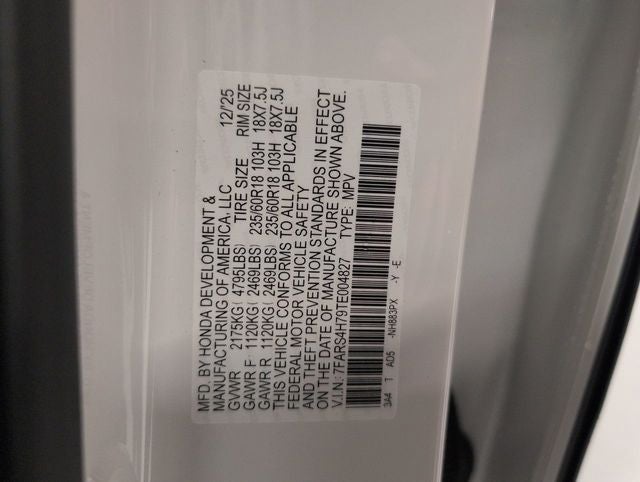 MFD. BY HONDA DEVELOPMENT &
MANUFACTURING OF AMERICA, LLC 12/'25
GVWR 2175KG( 4795LBS) TIRE SIZE RIM SIZE
GAWR F: 1120KG( 2469LBS) 235/60R18 103H 18X7.5J
GAWR R: 1120KG( 2469LBS) 235/60R18 103H 18X7.5J
THIS VEHICLE CONFORMS TO ALL APPLICABLE
FEDERAL MOTOR VEHICLE SAFETY
AND THEFT PREVENTION STANDARDS IN EFFECT
ON THE DATE OF MANUFACTURE SHOWN ABOVE.
V.I.N.:7FARS4H79TE004827 TYPE: MPV
3A4 T AD5 -NH883PX -Y -E